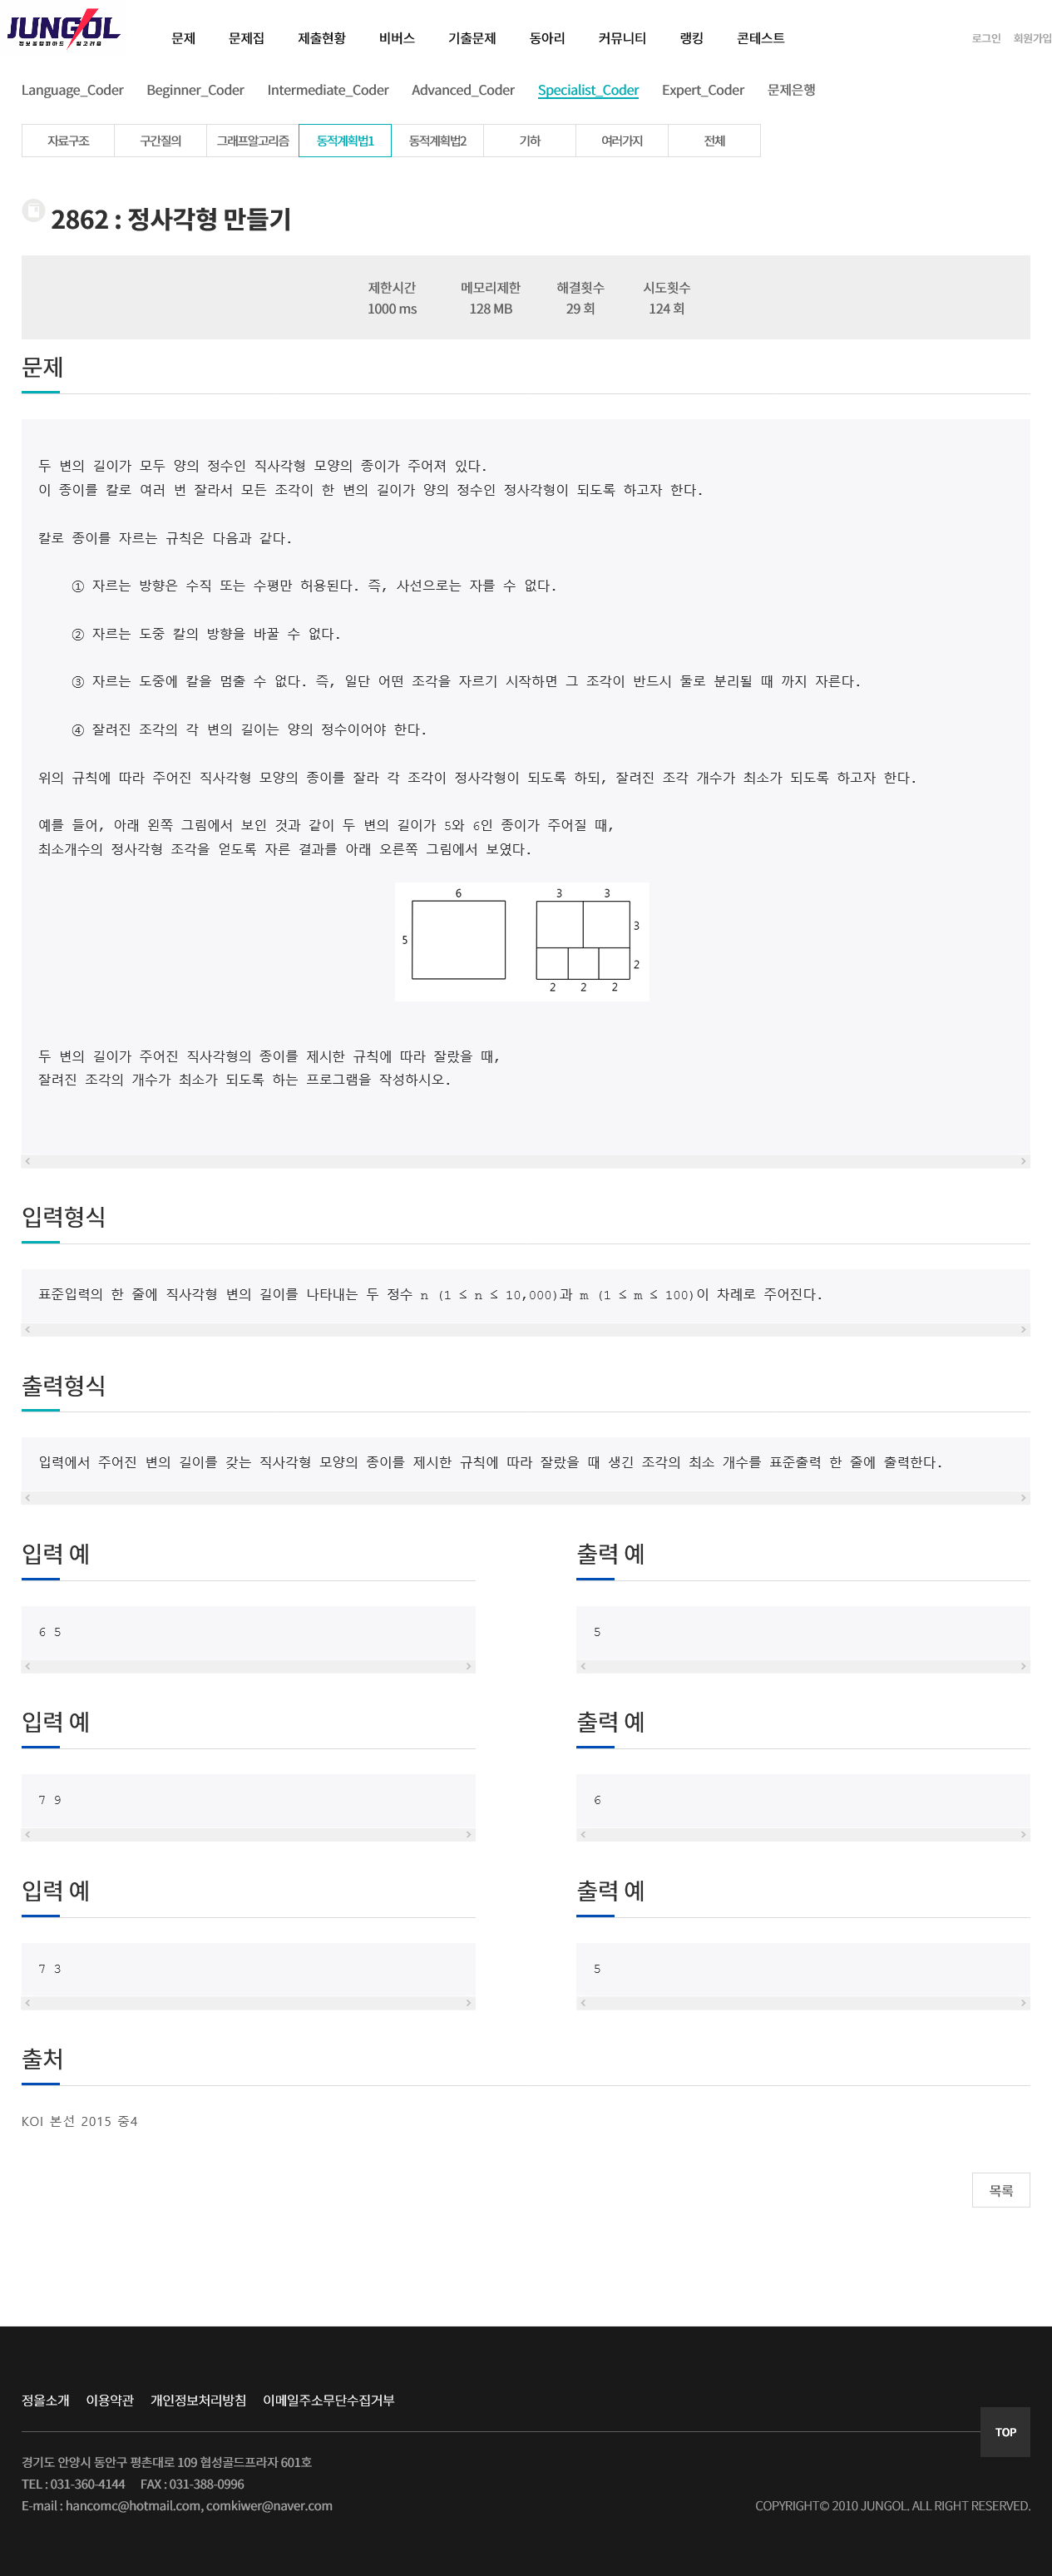 JUNGOL
정보올림피아드 알고리즘
문제 문제집 제출현황 비버스 기출문제 동아리 커뮤니티 랭킹 콘테스트 로그인 회원가입
Language_Coder Beginner_Coder Intermediate_Coder Advanced_Coder Specialist_Coder Expert_Coder 문제은행
자료구조 구간질의 그래프알고리즘 동적계획법1 동적계획법2 기하 여러가지 전체
2862 : 정사각형 만들기
제한시간 메모리제한 해결횟수 시도횟수
1000 ms 128 MB 29 회 124 회
문제
두 변의 길이가 모두 양의 정수인 직사각형 모양의 종이가 주어져 있다.
이 종이를 칼로 여러 번 잘라서 모든 조각이 한 변의 길이가 양의 정수인 정사각형이 되도록 하고자 한다.
칼로 종이를 자르는 규칙은 다음과 같다.
① 자르는 방향은 수직 또는 수평만 허용된다. 즉, 사선으로는 자를 수 없다.
② 자르는 도중 칼의 방향을 바꿀 수 없다.
③ 자르는 도중에 칼을 멈출 수 없다. 즉, 일단 어떤 조각을 자르기 시작하면 그 조각이 반드시 둘로 분리될 때 까지 자른다.
④ 잘려진 조각의 각 변의 길이는 양의 정수이어야 한다.
위의 규칙에 따라 주어진 직사각형 모양의 종이를 잘라 각 조각이 정사각형이 되도록 하되, 잘려진 조각 개수가 최소가 되도록 하고자 한다.
예를 들어, 아래 왼쪽 그림에서 보인 것과 같이 두 변의 길이가 5와 6인 종이가 주어질 때,
최소개수의 정사각형 조각을 얻도록 자른 결과를 아래 오른쪽 그림에서 보였다.
6 3 3
5 3
2
2 2 2
두 변의 길이가 주어진 직사각형의 종이를 제시한 규칙에 따라 잘랐을 때,
잘려진 조각의 개수가 최소가 되도록 하는 프로그램을 작성하시오.
입력형식
표준입력의 한 줄에 직사각형 변의 길이를 나타내는 두 정수 n (1 ≤ n ≤ 10,000)과 m (1 ≤ m ≤ 100)이 차례로 주어진다.
출력형식
입력에서 주어진 변의 길이를 갖는 직사각형 모양의 종이를 제시한 규칙에 따라 잘랐을 때 생긴 조각의 최소 개수를 표준출력 한 줄에 출력한다.
입력 예 출력 예
6 5 5
입력 예 출력 예
7 9 6
입력 예 출력 예
7 3 5
출처
KOI 본선 2015 중4
목록
정올소개 이용약관 개인정보처리방침 이메일주소무단수집거부
TOP
경기도 안양시 동안구 평촌대로 109 협성골드프라자 601호
TEL : 031-360-4144 FAX : 031-388-0996
E-mail : hancomc@hotmail.com, comkiwer@naver.com COPYRIGHT© 2010 JUNGOL. ALL RIGHT RESERVED.